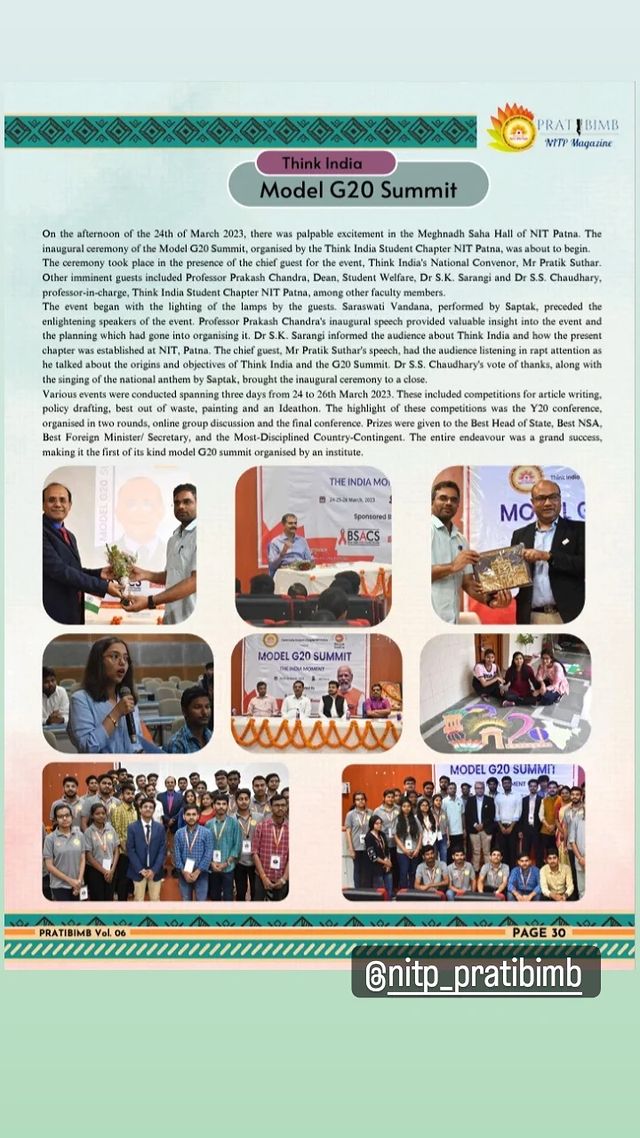 PRATIBIMB
NITP Magazine
Think India
Model G20 Summit
On the afternoon of the 24th of March 2023, there was palpable excitement in the Meghnadh Saha Hall of NIT Patna. The
inaugural ceremony of the Model G20 Summit, organised by the Think India Student Chapter NIT Patna, was about to begin.
The ceremony took place in the presence of the chief guest for the event, Think India's National Convenor, Mr Pratik Suthar.
Other imminent guests included Professor Prakash Chandra, Dean, Student Welfare, Dr S.K. Sarangi and Dr S.S. Chaudhary,
professor-in-charge, Think India Student Chapter NIT Patna, among other faculty members.
The event began with the lighting of the lamps by the guests. Saraswati Vandana, performed by Saptak, preceded the
enlightening speakers of the event. Professor Prakash Chandra's inaugural speech provided valuable insight into the event and
the planning which had gone into organising it. Dr S.K. Sarangi informed the audience about Think India and how the present
chapter was established at NIT, Patna. The chief guest, Mr Pratik Suthar's speech, had the audience listening in rapt attention as
he talked about the origins and objectives of Think India and the G20 Summit. Dr S.S. Chaudhary's vote of thanks, along with
the singing of the national anthem by Saptak, brought the inaugural ceremony to a close.
Various events were conducted spanning three days from 24 to 26th March 2023. These included competitions for article writing,
policy drafting, best out of waste, painting and an Ideathon. The highlight of these competitions was the Y20 conference,
organised in two rounds, online group discussion and the final conference. Prizes were given to the Best Head of State, Best NSA,
Best Foreign Minister/ Secretary, and the Most-Disciplined Country-Contingent. The entire endeavour was a grand success,
making it the first of its kind model G20 summit organised by an institute.
MODEL G20 S
THE INDIA MO
24-25-26 March, 2023
Sponsored B
BSACS
Think India
MODEL G
MODEL G20 SUMMIT
THE INDIA MOMENT
MODEL G20 SUMMIT
PRATIBIMB Vol. 06
PAGE 30
@nitp_pratibimb